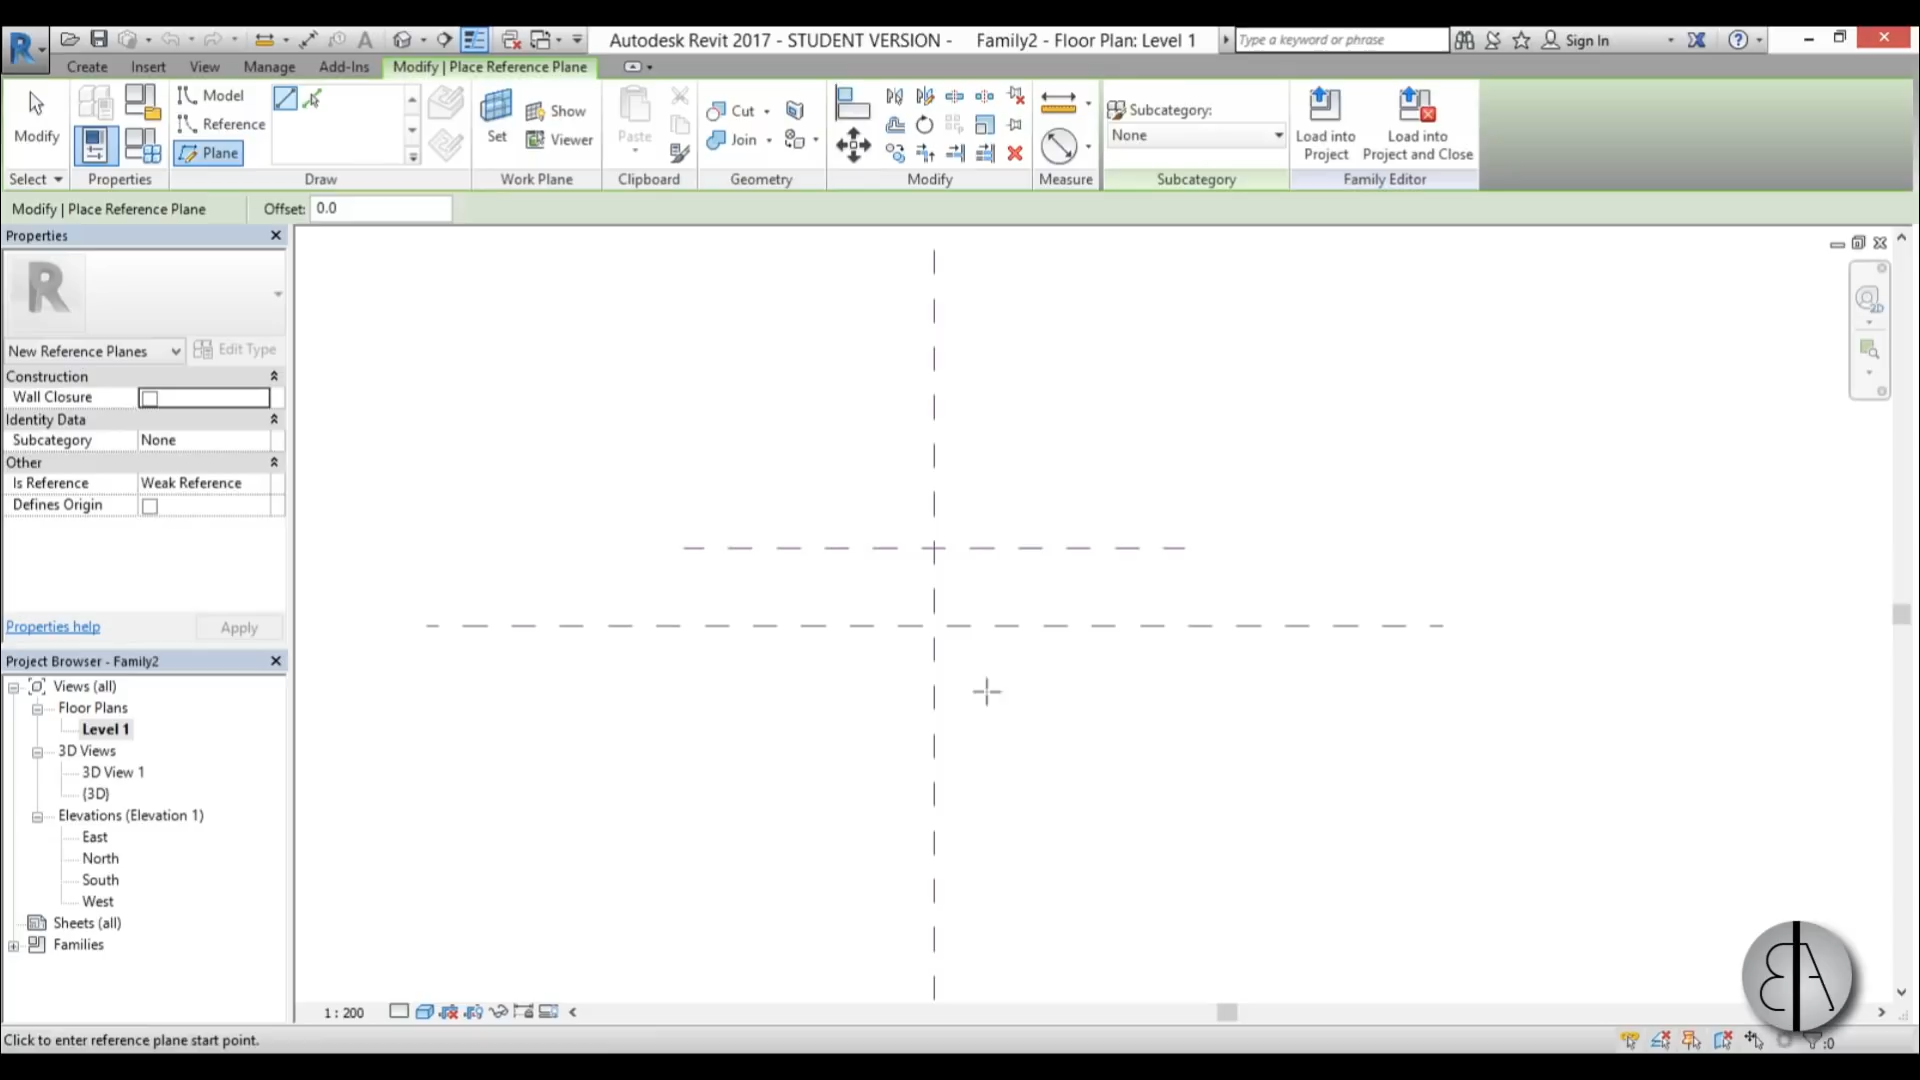 Autodesk Revit 2017 - STUDENT VERSION - Family2 - Floor Plan: Level 1
Type a keyword or phrase
Sign In
Create Insert View Manage Add-Ins Modify | Place Reference Plane
Modify
Select
Properties
Model
Reference
Plane
Draw
Set
Show
Viewer
Work Plane
Paste
Clipboard
Cut
Join
Geometry
Modify
Measure
Subcategory:
None
Subcategory
Load into
Project
Load into
Project and Close
Family Editor
Modify | Place Reference Plane
Offset: 0.0
Properties
R
New Reference Planes
Edit Type
Construction
Wall Closure
Identity Data
Subcategory None
Other
Is Reference Weak Reference
Defines Origin
Properties help
Apply
Project Browser - Family2
Views (all)
Floor Plans
Level 1
3D Views
3D View 1
(3D)
Elevations (Elevation 1)
East
North
South
West
Sheets (all)
Families
2D
1 : 200
Click to enter reference plane start point.
:0